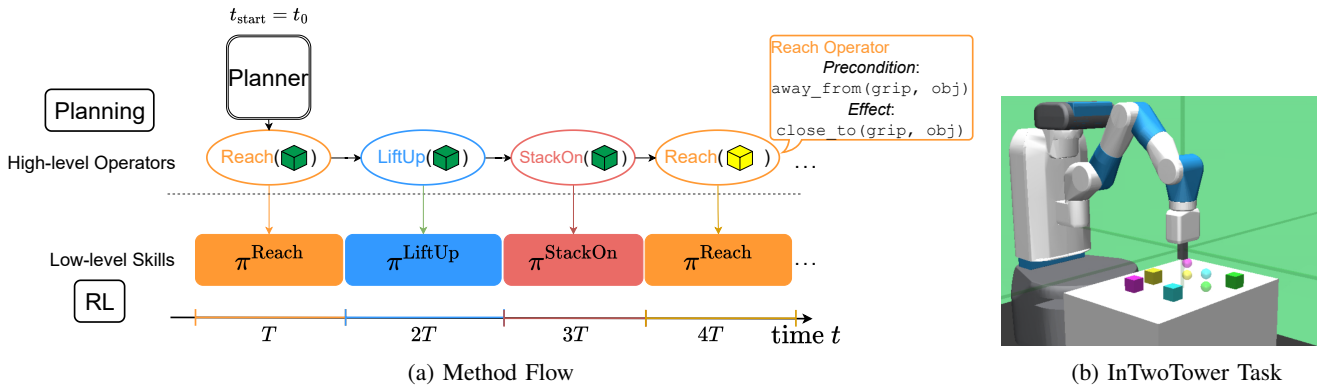 t_start = t_0
Planner
Planning
High-level Operators
Reach( )
LiftUp( )
StackOn( )
Reach( )
...
Reach Operator
Precondition:
away_from(grip, obj)
Effect:
close_to(grip, obj)
Low-level Skills
RL
π^Reach
π^LiftUp
π^StackOn
π^Reach
...
T
2T
3T
4T
time t
(a) Method Flow
(b) InTwoTower Task